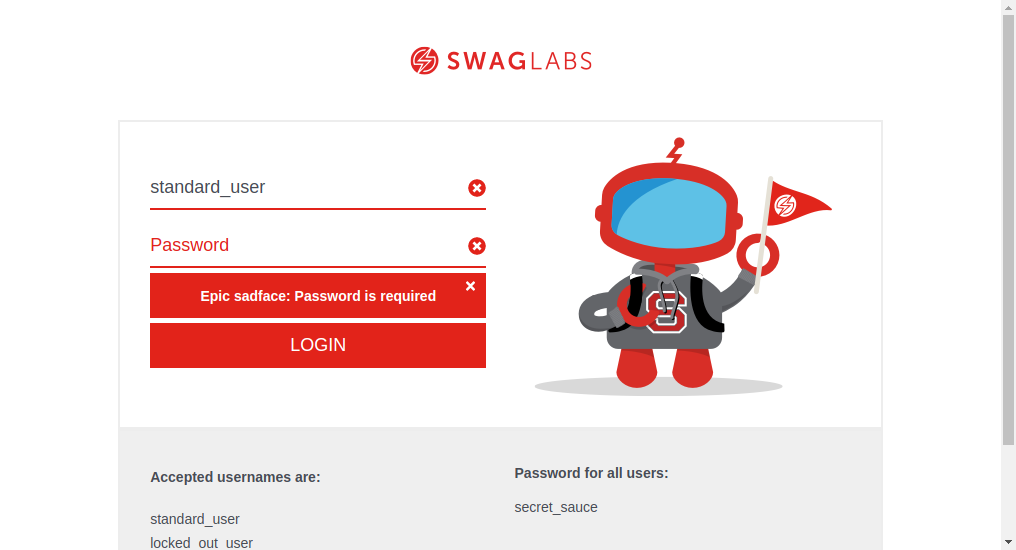 SWAGLABS
standard_user
Password
Epic sadface: Password is required
LOGIN
S
Accepted usernames are:
standard_user
locked_out_user
Password for all users:
secret_sauce